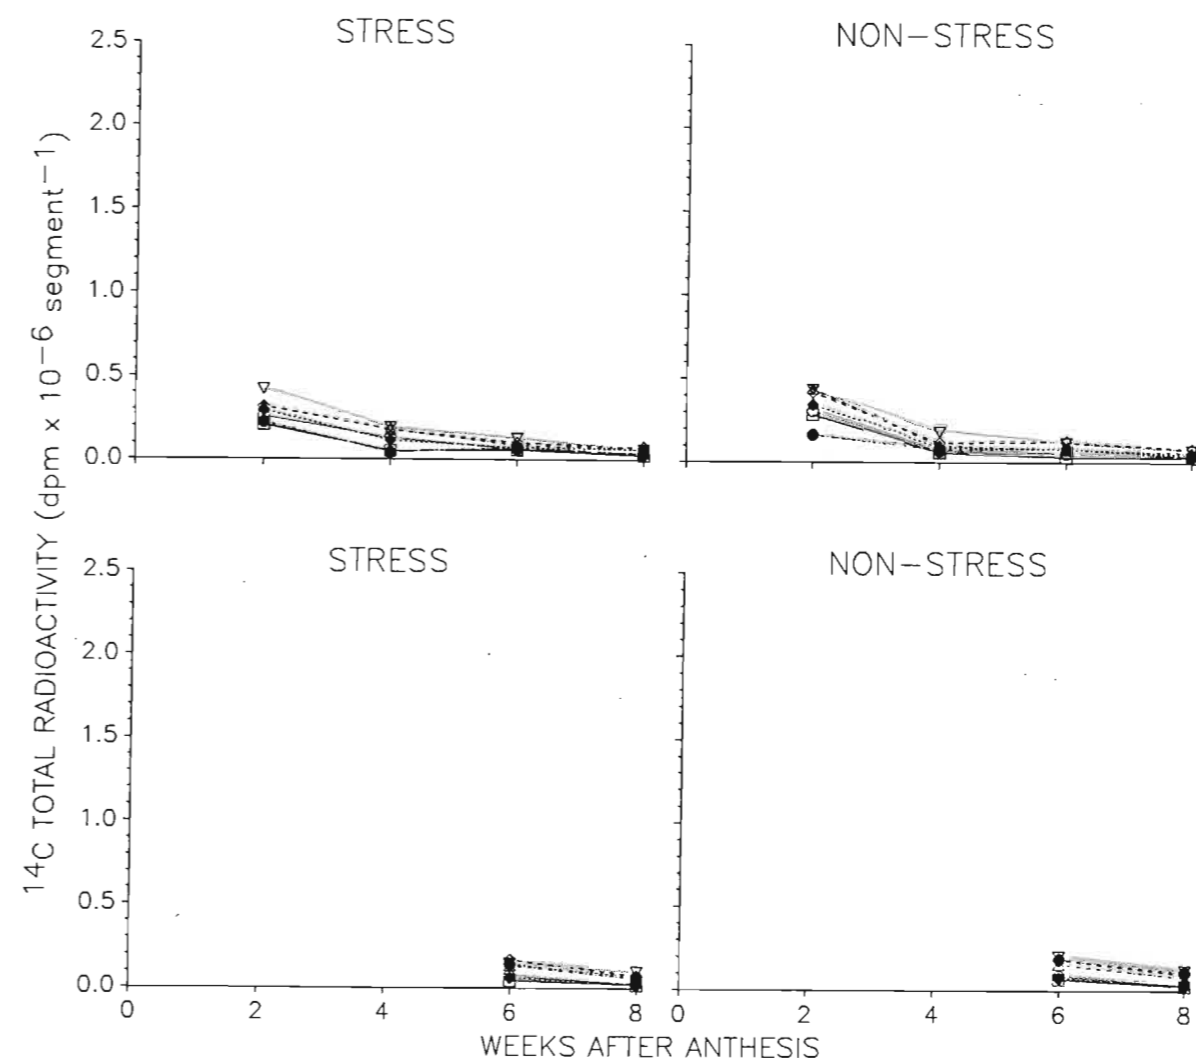 STRESS
NON-STRESS
2.5
2.0
1.5
1.0
0.5
0.0
STRESS
NON-STRESS
2.5
2.0
1.5
1.0
0.5
0.0
0 2 4 6 8 0 2 4 6 8
WEEKS AFTER ANTHESIS
14C TOTAL RADIOACTIVITY (dpm x 10−6 segment−1)